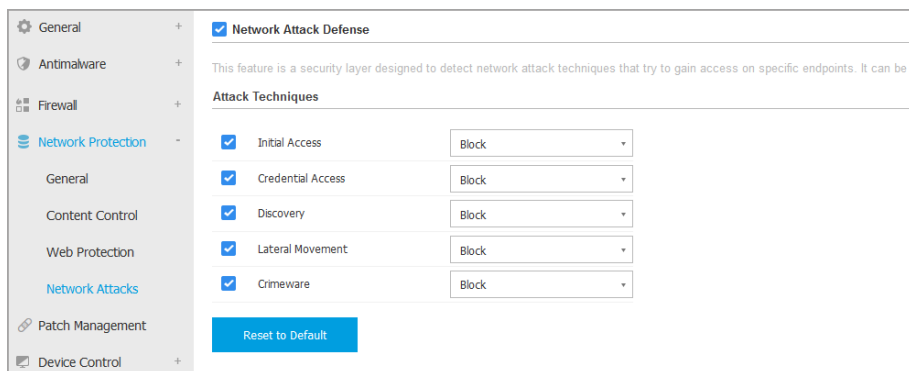 General +
Antimalware +
Firewall +
Network Protection -
General
Content Control
Web Protection
Network Attacks
Patch Management
Device Control +
Network Attack Defense
This feature is a security layer designed to detect network attack techniques that try to gain access on specific endpoints. It can be
Attack Techniques
Initial Access Block
Credential Access Block
Discovery Block
Lateral Movement Block
Crimeware Block
Reset to Default